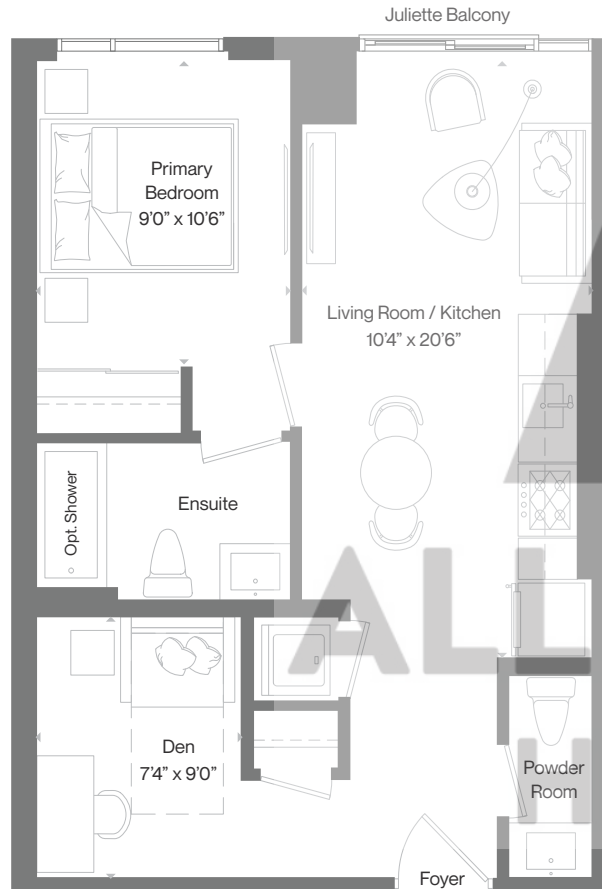 Juliette Balcony
Primary
Bedroom
9'0” x 10'6”
Living Room / Kitchen
10'4” x 20'6”
Opt. Shower
Ensuite
ALL
Den
7'4” x 9'0”
Powder
Room
Foyer